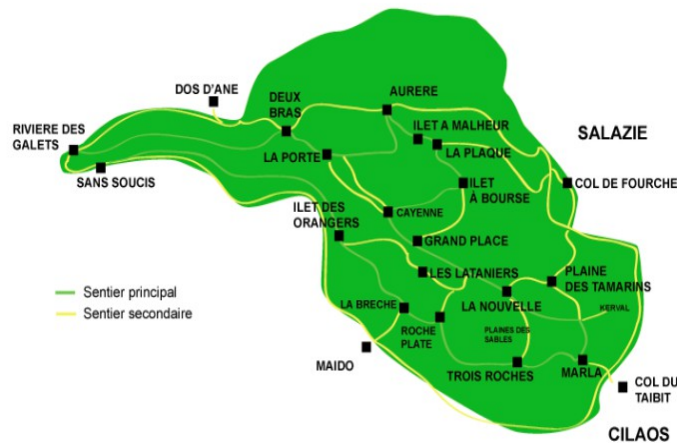 DOS D'ANE
DEUX
BRAS
AURERE
RIVIERE DES
GALETS
ILET A MALHEUR
SALAZIE
LA PORTE
LA PLAQUE
SANS SOUCIS
ILET
À BOURSE
COL DE FOURCHE
ILET DES
ORANGERS
CAYENNE
GRAND PLACE
LES LATANIERS
PLAINE
DES TAMARINS
Sentier principal
Sentier secondaire
LA BRECHE
LA NOUVELLE
KERVAL
ROCHE
PLATE
PLAINES DES
SABLES
MAIDO
TROIS ROCHES
MARLA
COL DU
TAIBIT
CILAOS